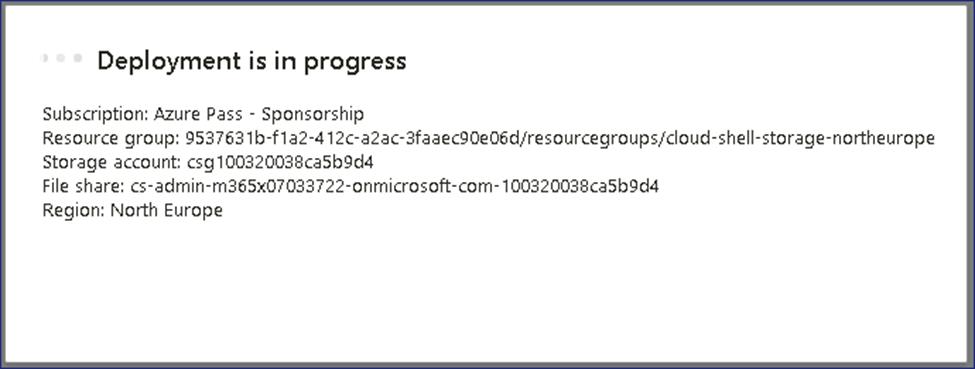 Deployment is in progress
Subscription: Azure Pass - Sponsorship
Resource group: 9537631b-f1a2-412c-a2ac-3faaec90e06d/resourcegroups/cloud-shell-storage-northeurope
Storage account: csg100320038ca5b9d4
File share: cs-admin-m365x07033722-onmicrosoft-com-100320038ca5b9d4
Region: North Europe